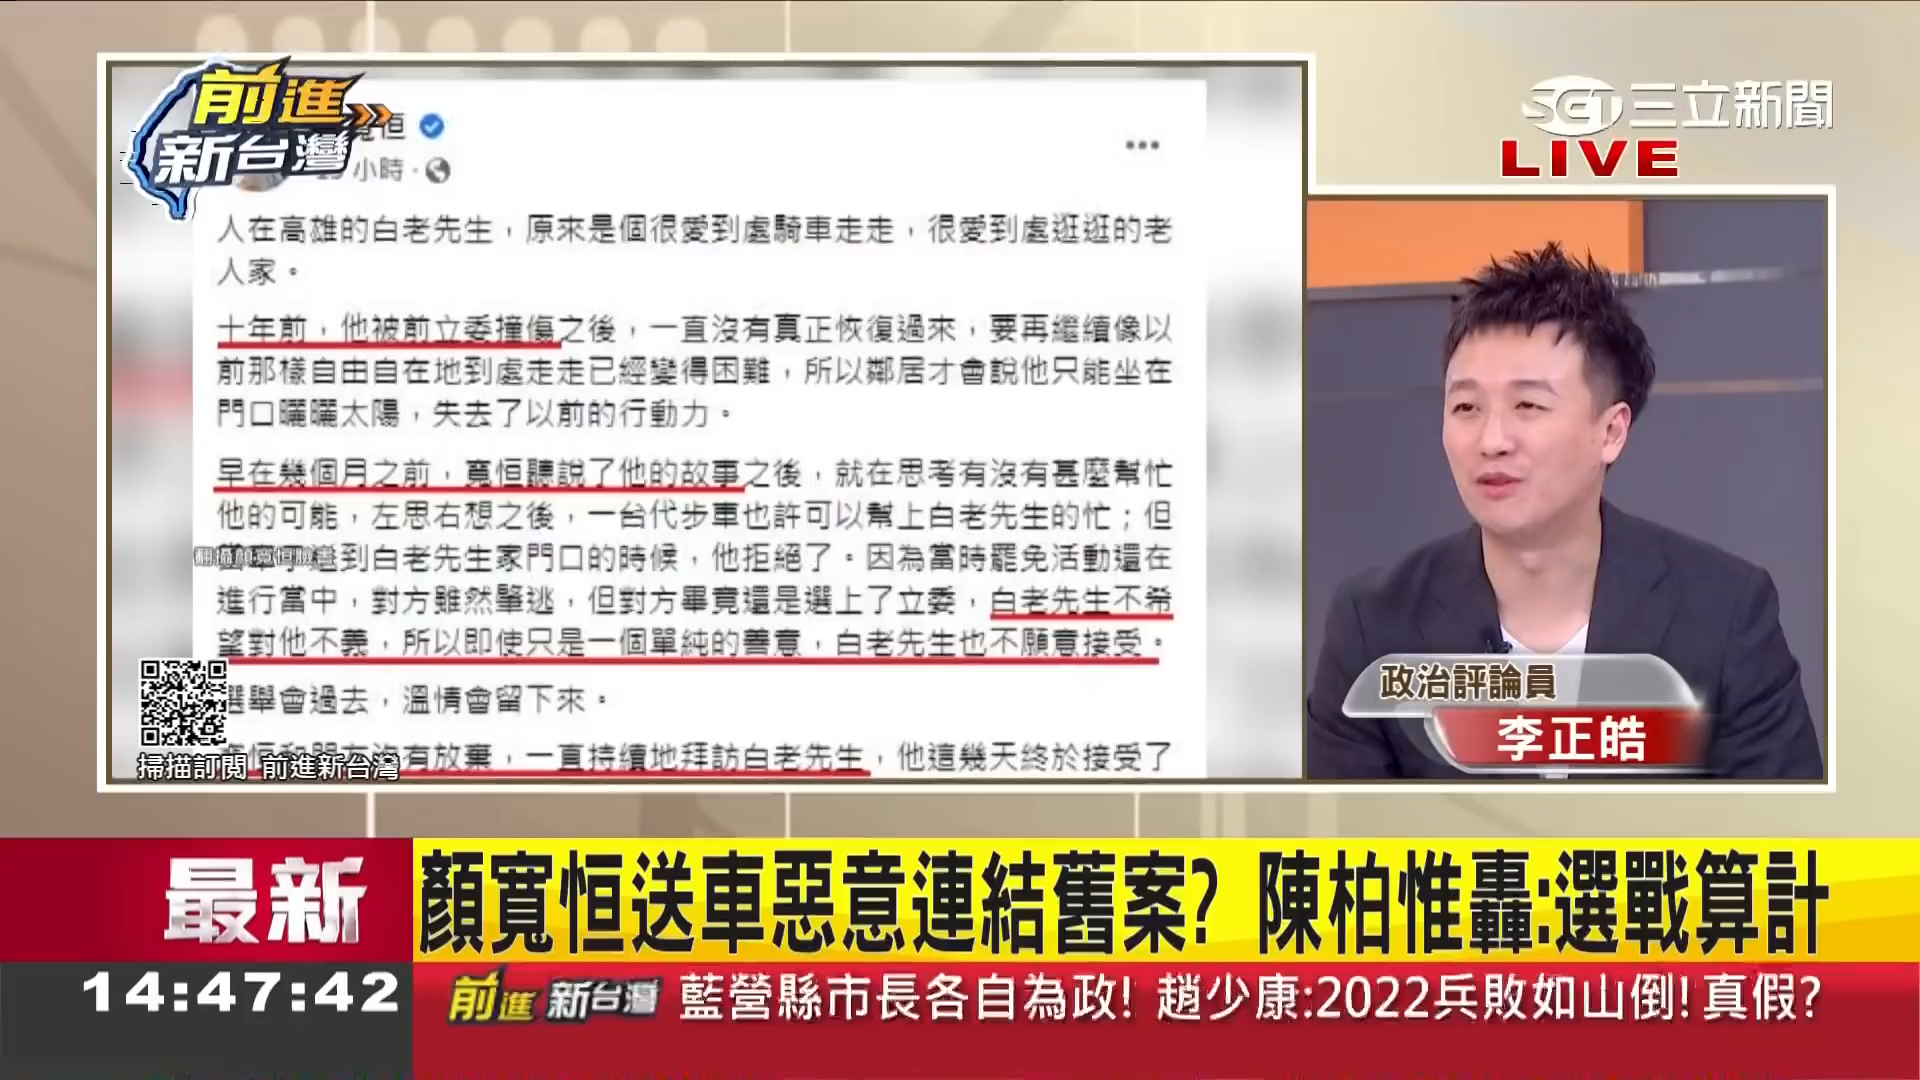 前進
新台灣
寬恒
小時
人在高雄的白老先生，原來是個很愛到處騎車走走，很愛到處逛逛的老
人家。
十年前，他被前立委撞傷之後，一直沒有真正恢復過來，要再繼續像以
前那樣自由自在地到處走走已經變得困難，所以鄰居才會說他只能坐在
門口曬曬太陽，失去了以前的行動力。
早在幾個月之前，寬恒聽說了他的故事之後，就在思考有沒有甚麼幫忙
他的可能，左思右想之後，一台代步車也許可以幫上白老先生的忙；但
到白老先生家門口的時候，他拒絕了。因為當時罷免活動還在
翻攝顏寬恒臉書
進行當中，對方雖然肇逃，但對方畢竟還是選上了立委，白老先生不希
望對他不義，所以即使只是一個單純的善意，白老先生也不願意接受。
選舉會過去，溫情會留下來。
有放棄，一直持續地拜訪白老先生，他這幾天終於接受了
掃描訂閱 前進新台灣
SET三立新聞
LIVE
政治評論員
李正皓
最新
顏寬恒送車惡意連結舊案? 陳柏惟轟:選戰算計
14:47:42
前進新台灣 藍營縣市長各自為政! 趙少康:2022兵敗如山倒! 真假?